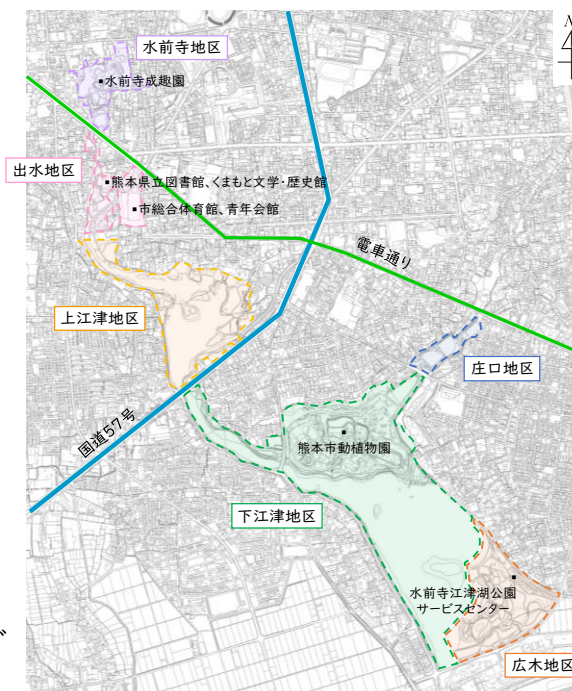 水前寺地区
N
▪水前寺成趣園
出水地区
▪熊本県立図書館、くまもと文学・歴史館
▪市総合体育館、青年会館
電車通り
上江津地区
庄口地区
国道57号
熊本市動植物園
下江津地区
水前寺江津湖公園
サービスセンター
広木地区